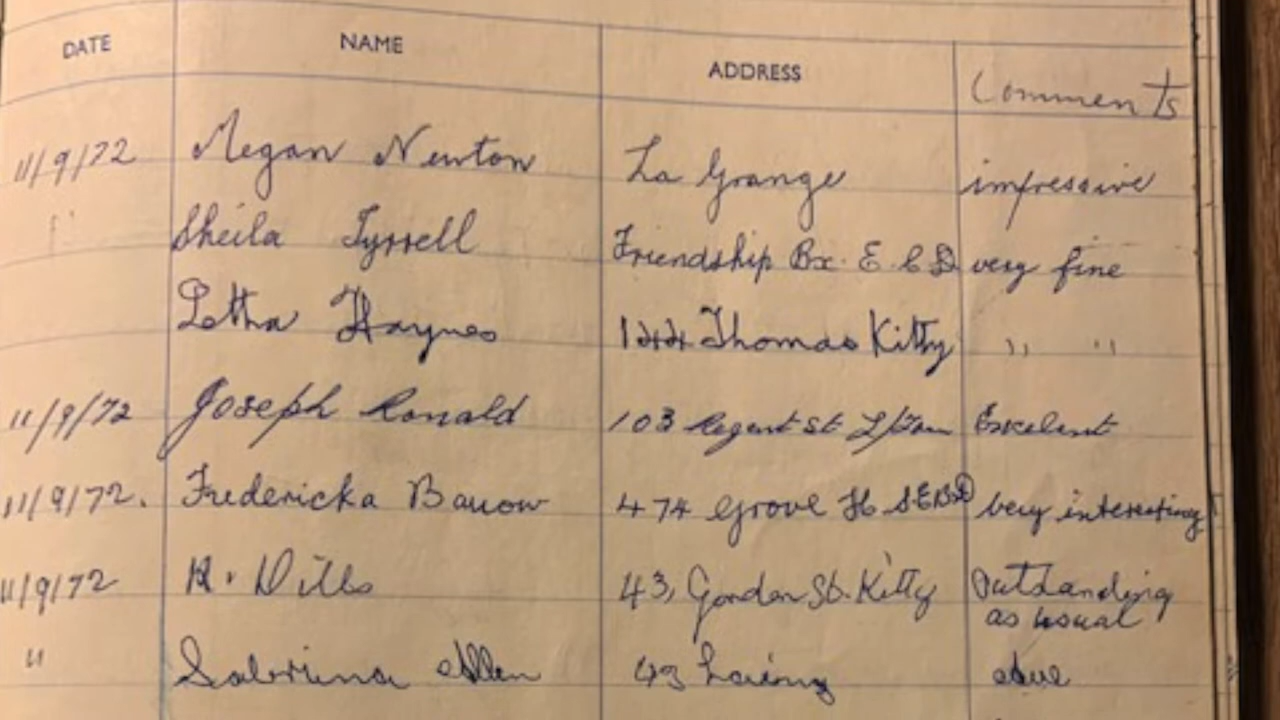 DATE NAME ADDRESS Comments
11/9/72 Megan Newton La Grange impressive
" Sheila Tyrrell Friendship Bx. E. C D very fine
Letha Haynes 144 Thomas Kitty " "
11/9/72 Joseph Ronald 103 Regent St Excelent
11/9/72. Fredericka Barrow 474 Grove H. very interesting
11/9/72 Wills 43, Gordon St. Kitty Outstanding
as usual
" Sabrina Allen 43 Laing